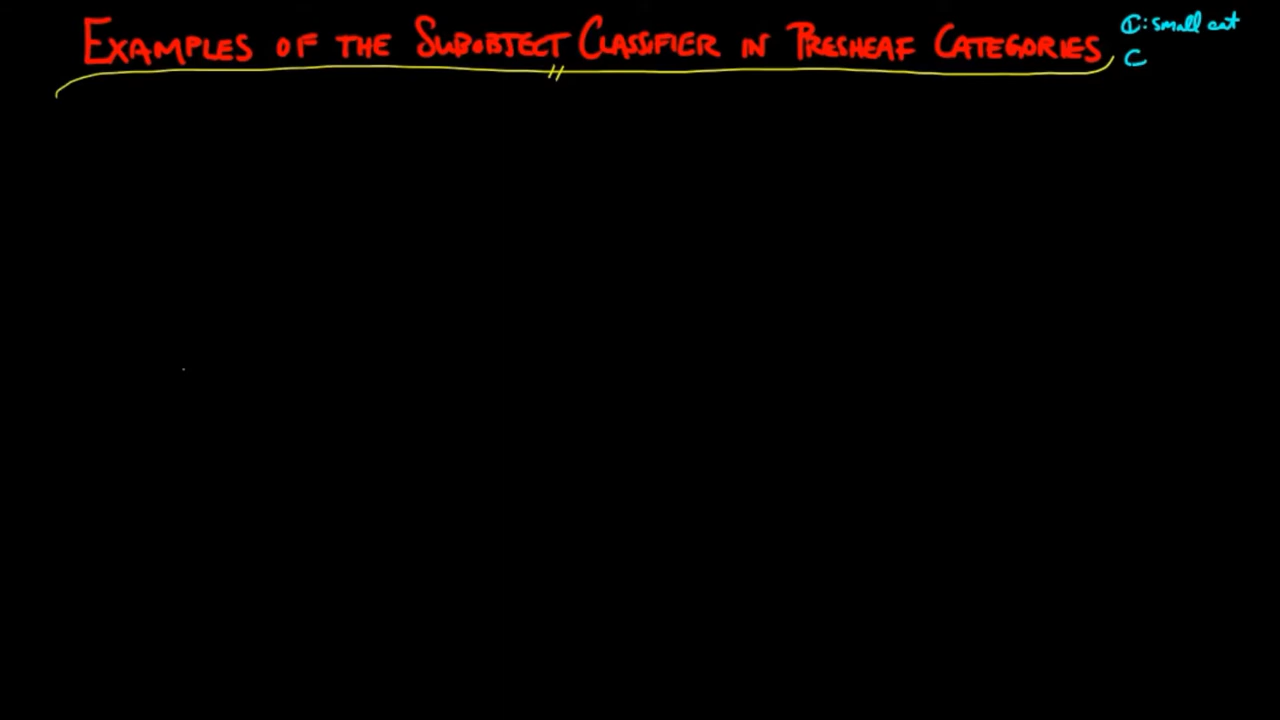 EXAMPLES OF THE SUBOBJECT CLASSIFIER IN PRESHEAF CATEGORIES
ℂ: small cat
C